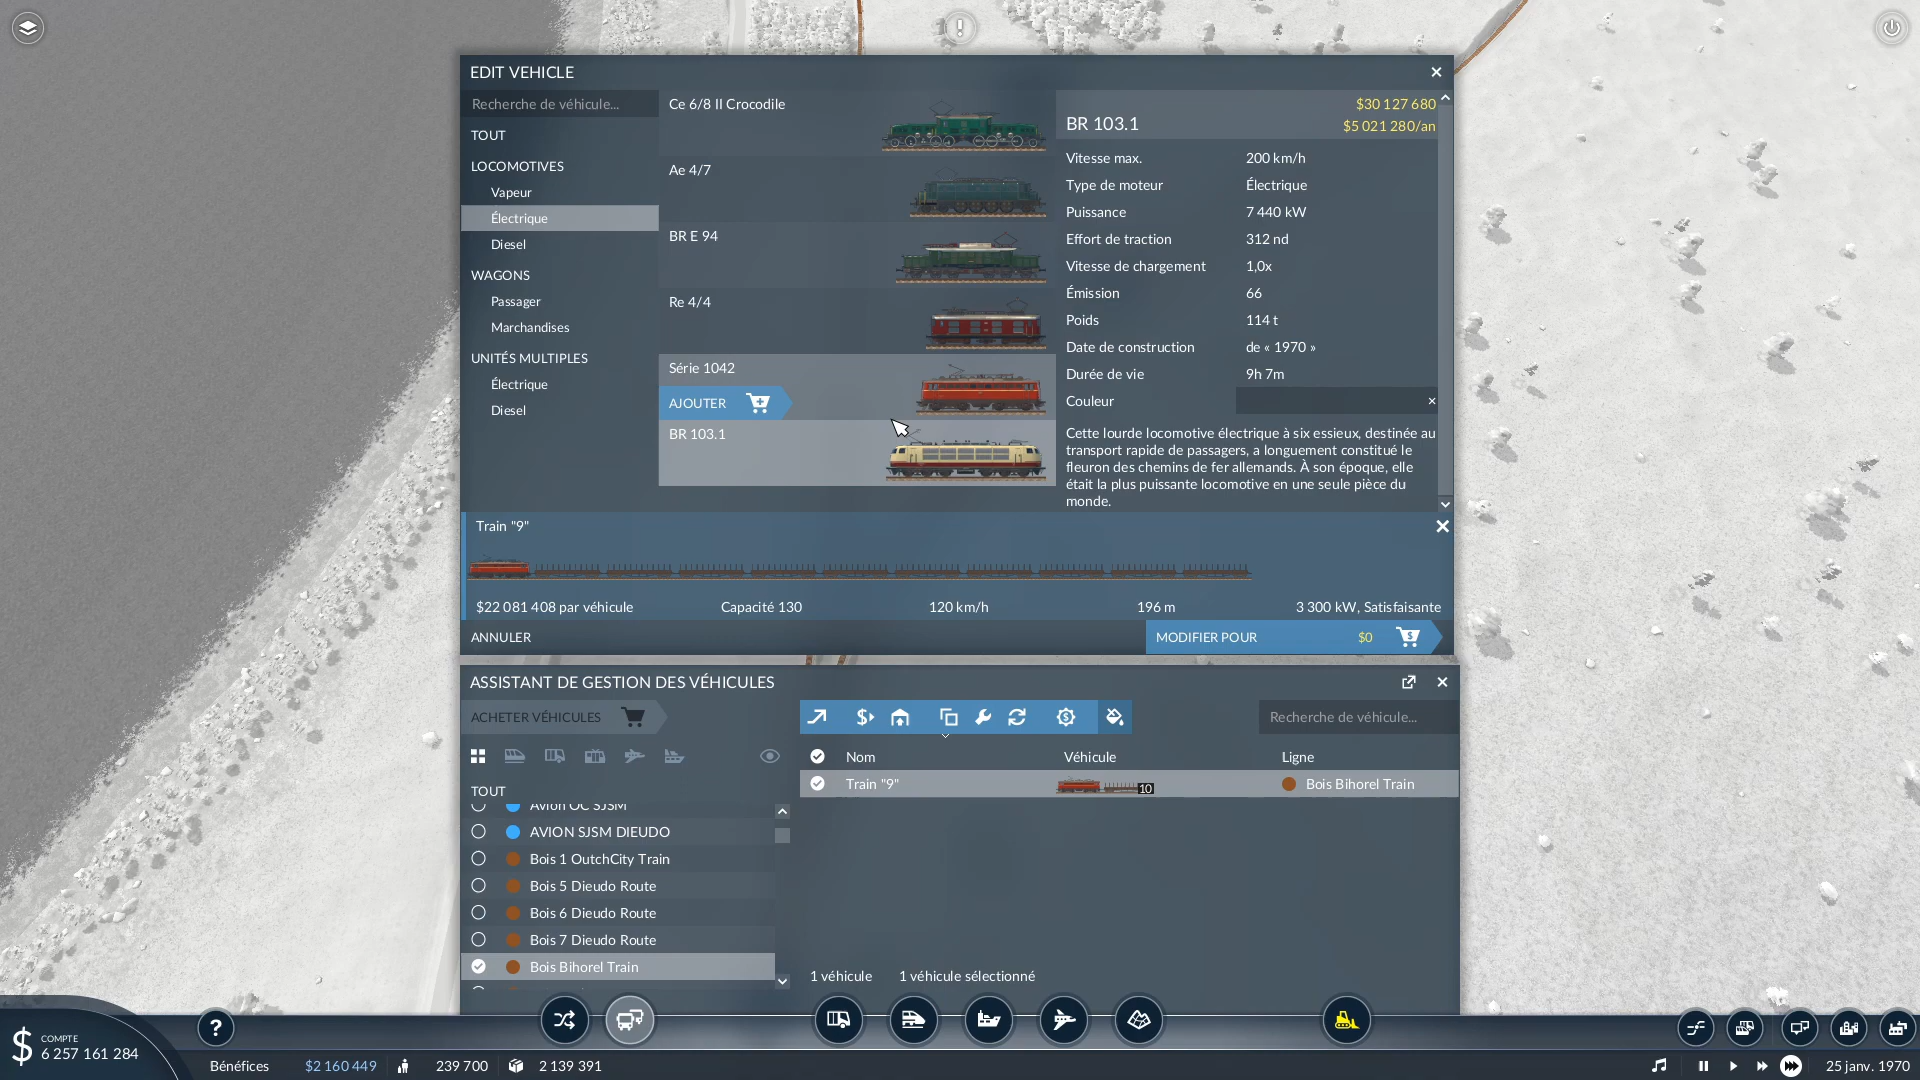 EDIT VEHICLE
Recherche de véhicule...
TOUT
LOCOMOTIVES
Vapeur
Électrique
Diesel
WAGONS
Passager
Marchandises
UNITÉS MULTIPLES
Électrique
Diesel
Ce 6/8 II Crocodile
Ae 4/7
BR E 94
Re 4/4
Série 1042
AJOUTER
BR 103.1
$30 127 680
BR 103.1
$5 021 280/an
Vitesse max. 200 km/h
Type de moteur Électrique
Puissance 7 440 kW
Effort de traction 312 nd
Vitesse de chargement 1,0x
Émission 66
Poids 114 t
Date de construction de « 1970 »
Durée de vie 9h 7m
Couleur
Cette lourde locomotive électrique à six essieux, destinée au
transport rapide de passagers, a longuement constitué le
fleuron des chemins de fer allemands. À son époque, elle
était la plus puissante locomotive en une seule pièce du
monde.
Train "9"
$22 081 408 par véhicule Capacité 130 120 km/h 196 m 3 300 kW, Satisfaisante
ANNULER MODIFIER POUR $0
ASSISTANT DE GESTION DES VÉHICULES
ACHETER VÉHICULES
Recherche de véhicule...
Nom Véhicule Ligne
Train "9" 10 Bois Bihorel Train
TOUT
Avion OC SJSM
AVION SJSM DIEUDO
Bois 1 OutchCity Train
Bois 5 Dieudo Route
Bois 6 Dieudo Route
Bois 7 Dieudo Route
Bois Bihorel Train
1 véhicule 1 véhicule sélectionné
COMPTE
6 257 161 284
Bénéfices $2 160 449 239 700 2 139 391
25 janv. 1970